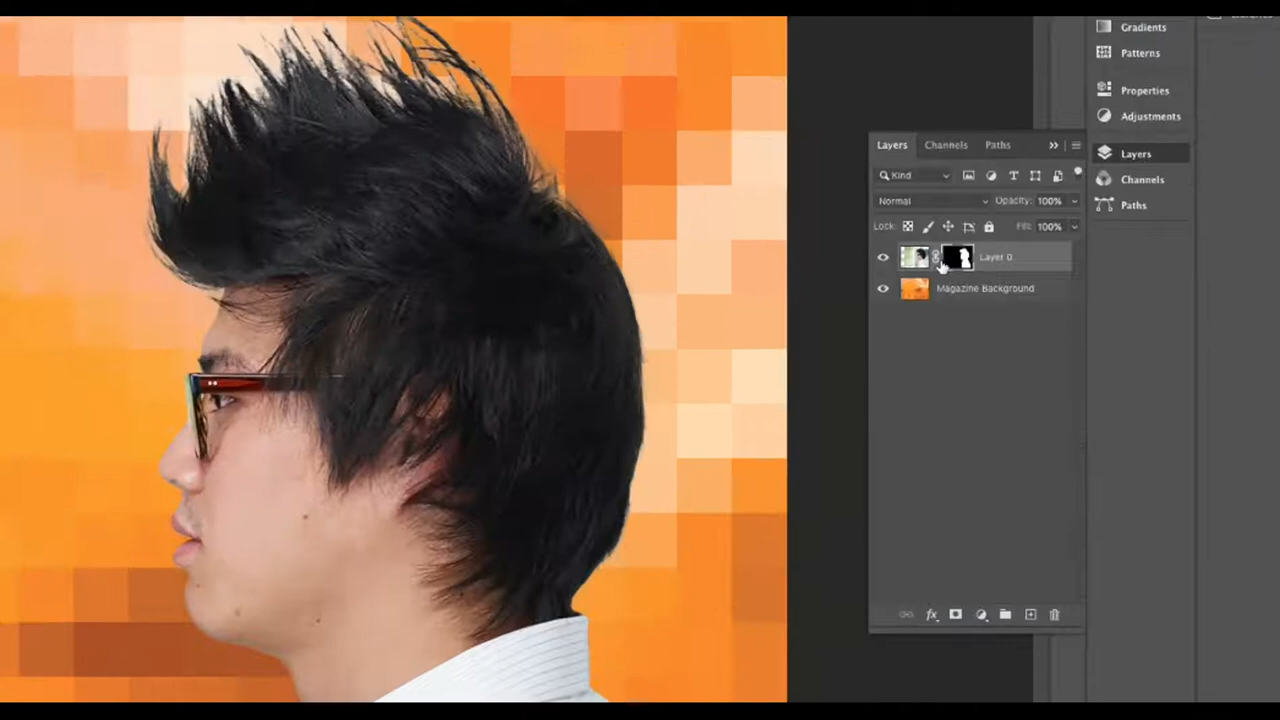 Gradients
Patterns
Properties
Adjustments
Layers
Channels
Paths
Layers Channels Paths
Kind
Normal Opacity: 100%
Lock: Fill: 100%
Layer 0
Magazine Background
fx